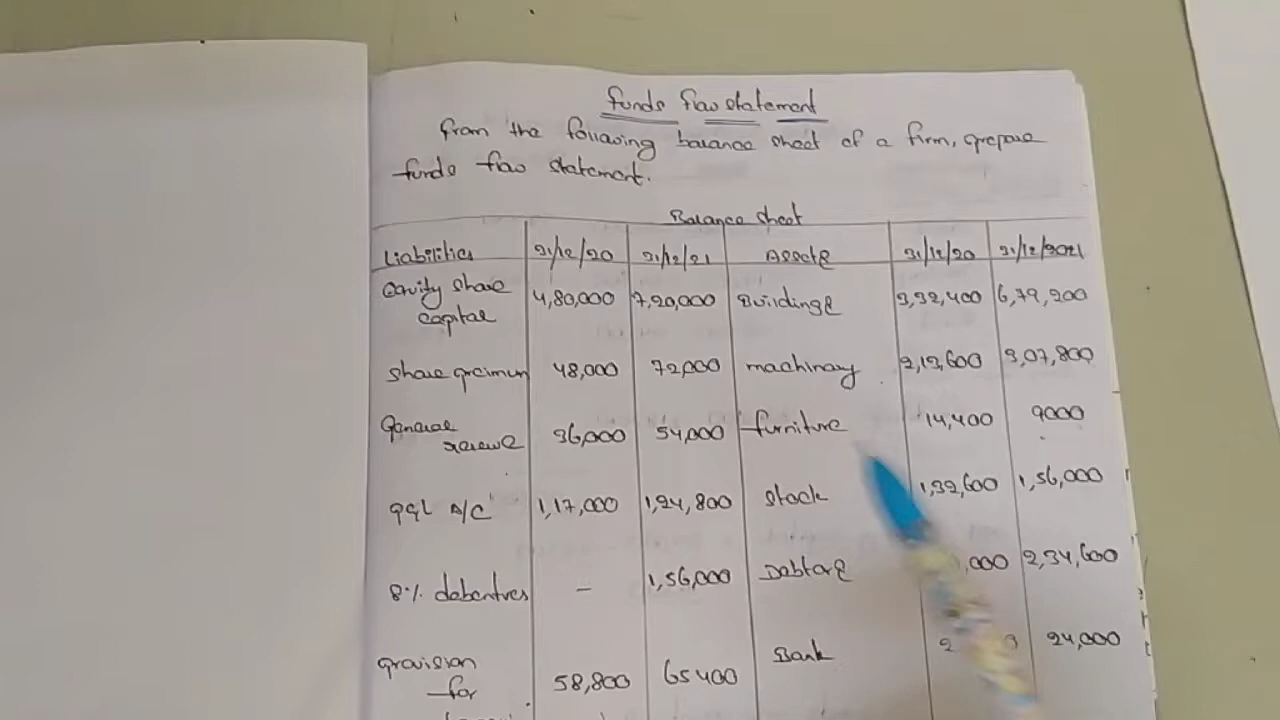 Funds flow statement
From the following balance sheet of a firm, prepare
funds flow statement.
Balance sheet
Liabilities 31/12/20 31/12/21 Assets 31/12/20 31/12/2021
Equity share capital 4,80,000 7,20,000 Buildings 3,32,400 6,79,200
share premium 48,000 72,000 machinary 2,13,600 3,07,800
General reserve 36,000 54,000 furniture 14,400 9000
P&L A/C 1,17,000 1,24,800 stock 1,32,600 1,56,000
8% debentures - 1,56,000 Debtors ,000 2,34,600
provision for 58,800 65400 Bank 24,000